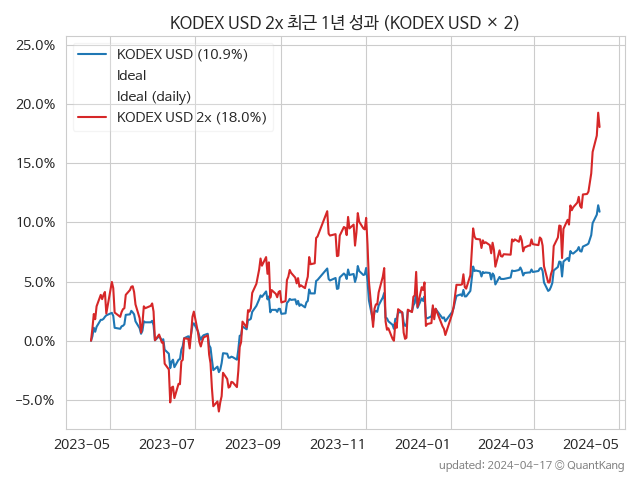 KODEX USD 2x 최근 1년 성과 (KODEX USD × 2)
25.0%
20.0%
15.0%
10.0%
5.0%
0.0%
−5.0%
KODEX USD (10.9%)
Ideal
Ideal (daily)
KODEX USD 2x (18.0%)
2023-05 2023-07 2023-09 2023-11 2024-01 2024-03 2024-05
updated: 2024-04-17 © QuantKang